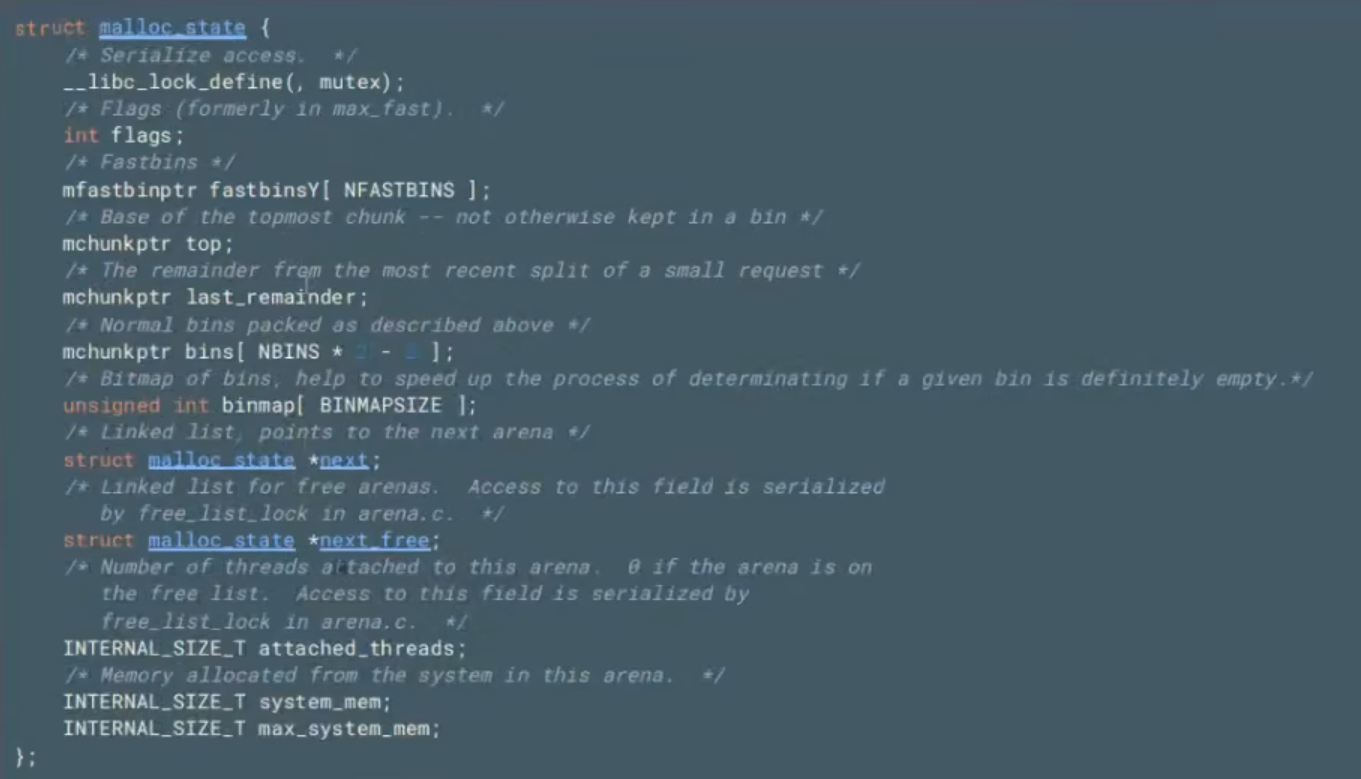 struct malloc_state {
/* Serialize access.  */
__libc_lock_define(, mutex);
/* Flags (formerly in max_fast).  */
int flags;
/* Fastbins */
mfastbinptr fastbinsY[ NFASTBINS ];
/* Base of the topmost chunk -- not otherwise kept in a bin */
mchunkptr top;
/* The remainder from the most recent split of a small request */
mchunkptr last_remainder;
/* Normal bins packed as described above */
mchunkptr bins[ NBINS * - ];
/* Bitmap of bins, help to speed up the process of determinating if a given bin is definitely empty.*/
unsigned int binmap[ BINMAPSIZE ];
/* Linked list, points to the next arena */
struct malloc_state *next;
/* Linked list for free arenas.  Access to this field is serialized
by free_list_lock in arena.c.  */
struct malloc_state *next_free;
/* Number of threads attached to this arena.  0 if the arena is on
the free list.  Access to this field is serialized by
free_list_lock in arena.c.  */
INTERNAL_SIZE_T attached_threads;
/* Memory allocated from the system in this arena.  */
INTERNAL_SIZE_T system_mem;
INTERNAL_SIZE_T max_system_mem;
};